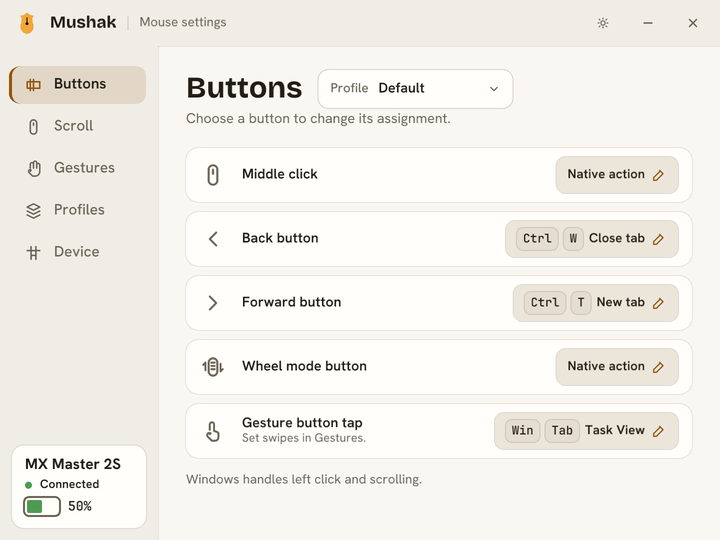 Mushak | Mouse settings
Buttons
Scroll
Gestures
Profiles
Device
MX Master 2S
Connected
50%
Buttons
Profile Default
Choose a button to change its assignment.
Middle click Native action
Back button Ctrl W Close tab
Forward button Ctrl T New tab
Wheel mode button Native action
Gesture button tap
Set swipes in Gestures.
Win Tab Task View
Windows handles left click and scrolling.